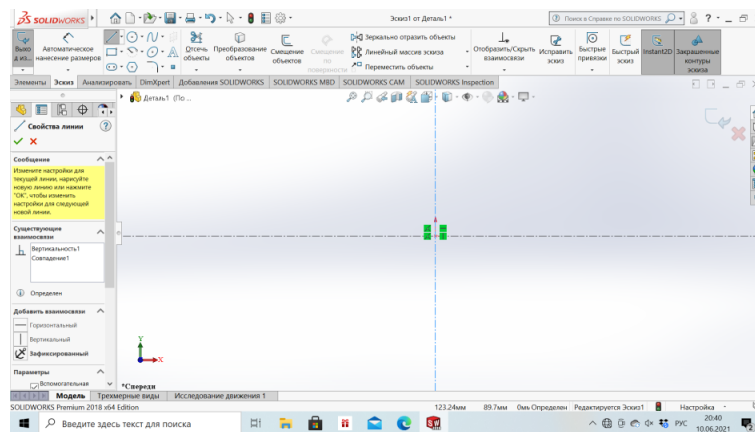 SOLIDWORKS
Эскиз1 от Деталь1 *
Поиск в Справке по SOLIDWORKS
Выхо д из...
Автоматическое нанесение размеров
Отсечь объекты
Преобразование объектов
Смещение объектов
Смещение по поверхности
Зеркально отразить объекты
Линейный массив эскиза
Переместить объекты
Отобразить/Скрыть взаимосвязи
Исправить эскиз
Быстрые привязки
Быстрый эскиз
Instant2D
Закрашенные контуры эскиза
Элементы Эскиз Анализировать DimXpert Добавления SOLIDWORKS SOLIDWORKS MBD SOLIDWORKS CAM SOLIDWORKS Inspection
Деталь1 (По ...
Свойства линии
Сообщение
Измените настройки для
текущей линии, нарисуйте
новую линию или нажмите
"ОК", чтобы изменить
настройки для следующей
новой линии.
Существующие
взаимосвязи
Вертикальность1
Совпадение1
Определен
Добавить взаимосвязи
Горизонтальный
Вертикальный
Зафиксированный
Параметры
Вспомогательная
Y
X
*Спереди
Модель Трехмерные виды Исследование движения 1
SOLIDWORKS Premium 2018 x64 Edition
123.24мм 89.7мм 0мм Определен Редактируется Эскиз1 Настройка
Введите здесь текст для поиска
РУС
20:40
10.06.2021